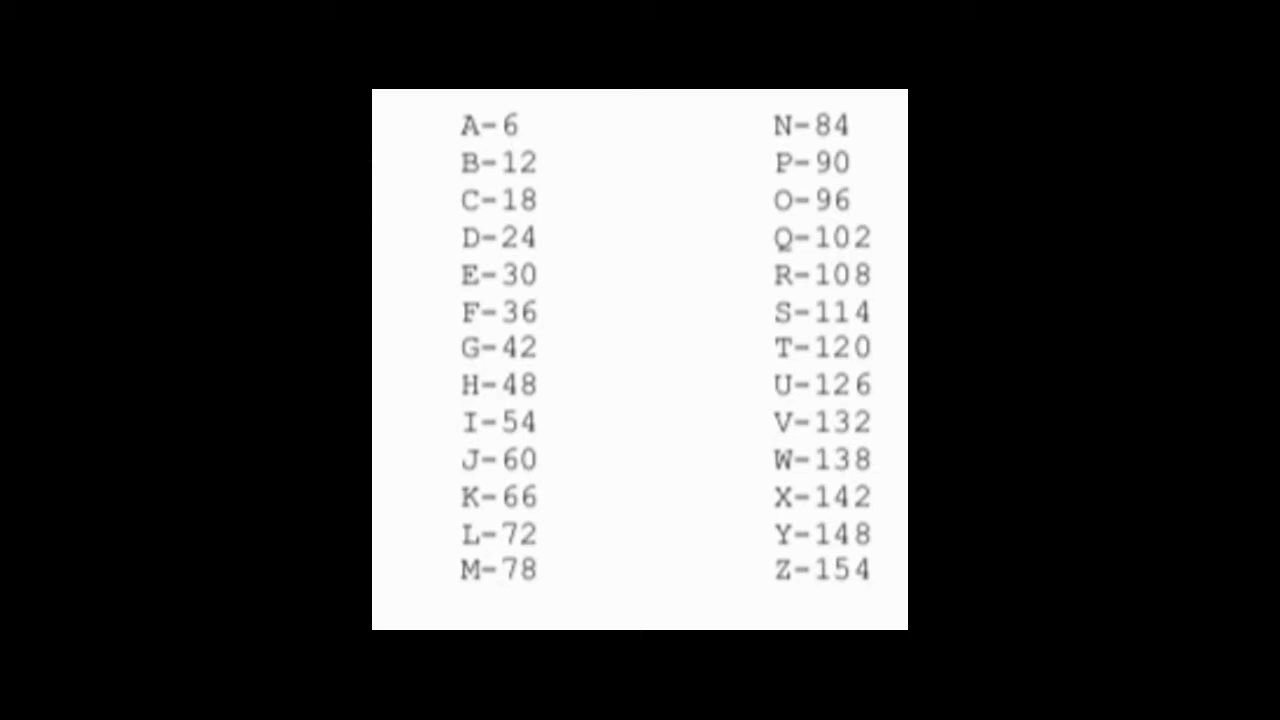 A-6
B-12
C-18
D-24
E-30
F-36
G-42
H-48
I-54
J-60
K-66
L-72
M-78
N-84
P-90
O-96
Q-102
R-108
S-114
T-120
U-126
V-132
W-138
X-142
Y-148
Z-154